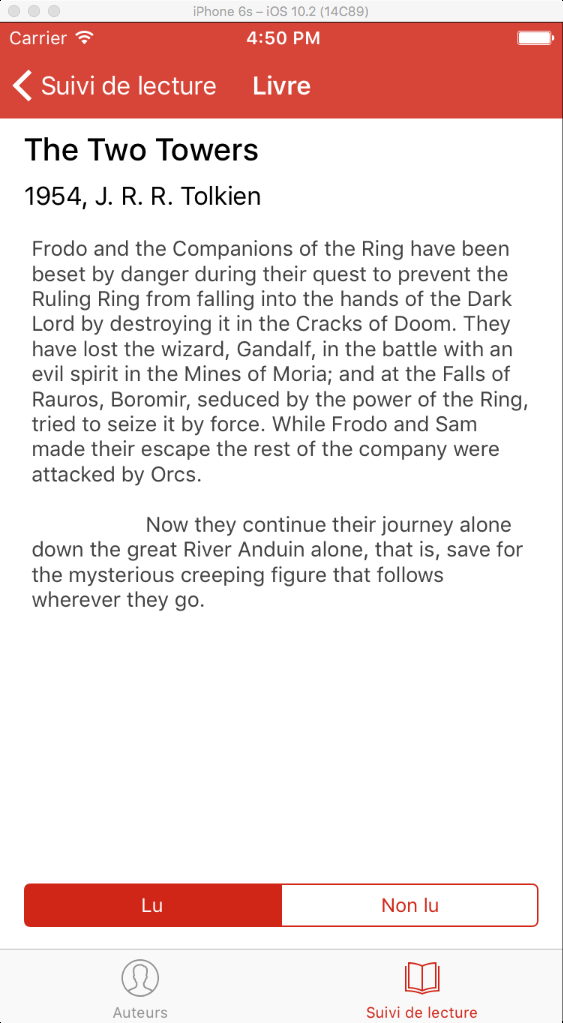 iPhone 6s – iOS 10.2 (14C89)
Carrier 4:50 PM
Suivi de lecture Livre
The Two Towers
1954, J. R. R. Tolkien
Frodo and the Companions of the Ring have been
beset by danger during their quest to prevent the
Ruling Ring from falling into the hands of the Dark
Lord by destroying it in the Cracks of Doom. They
have lost the wizard, Gandalf, in the battle with an
evil spirit in the Mines of Moria; and at the Falls of
Rauros, Boromir, seduced by the power of the Ring,
tried to seize it by force. While Frodo and Sam
made their escape the rest of the company were
attacked by Orcs.
Now they continue their journey alone
down the great River Anduin alone, that is, save for
the mysterious creeping figure that follows
wherever they go.
Lu Non lu
Auteurs Suivi de lecture